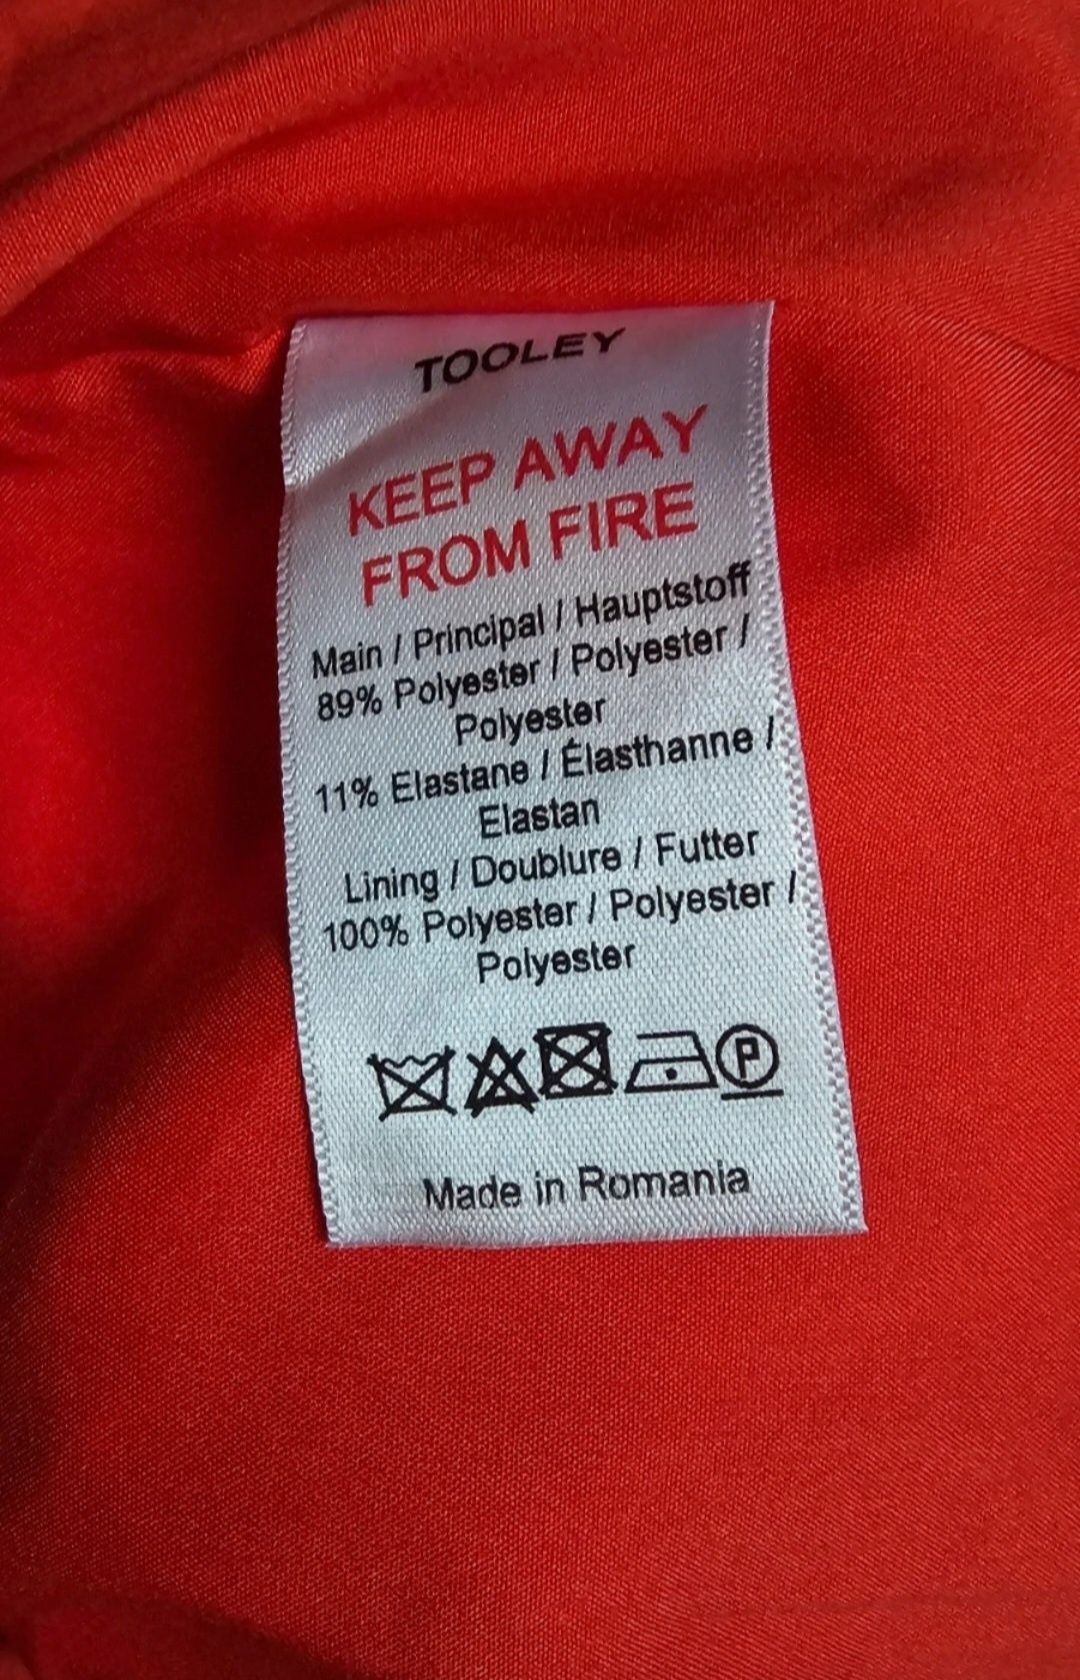 TOOLEY
KEEP AWAY
FROM FIRE
Main / Principal / Hauptstoff
89% Polyester / Polyester /
Polyester
11% Elastane / Élasthanne /
Elastan
Lining / Doublure / Futter
100% Polyester / Polyester /
Polyester
P
Made in Romania